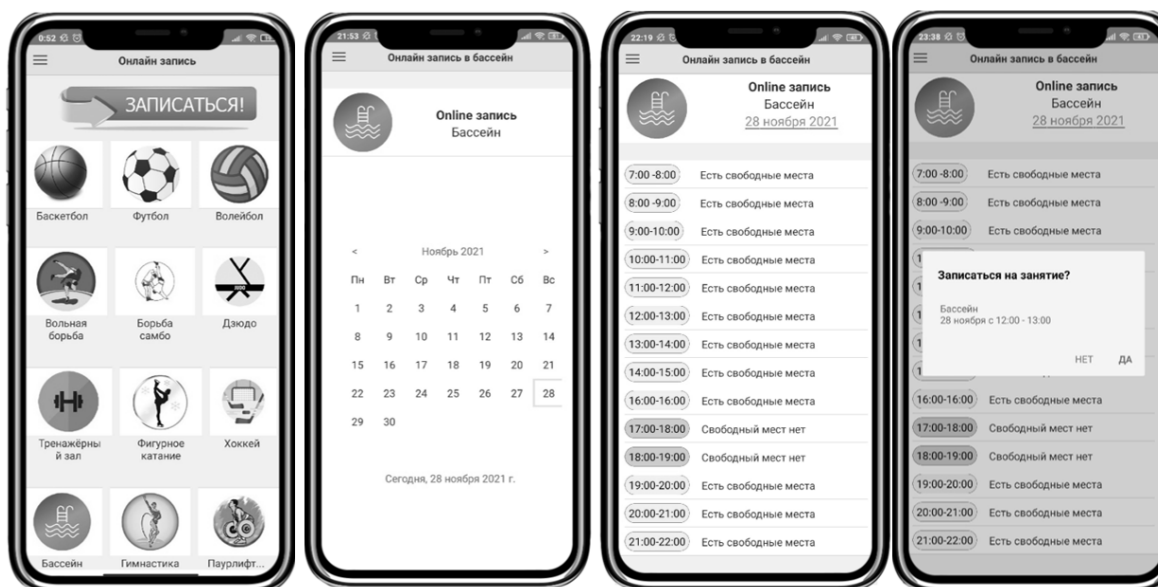 0:52
Онлайн запись
ЗАПИСАТЬСЯ!
Баскетбол
Футбол
Волейбол
Вольная
борьба
Борьба
самбо
Дзюдо
Тренажёрны
й зал
Фигурное
катание
Хоккей
Бассейн
Гимнастика
Паурлифт...
21:53
Онлайн запись в бассейн
Online запись
Бассейн
< Ноябрь 2021 >
Пн Вт Ср Чт Пт Сб Вс
1 2 3 4 5 6 7
8 9 10 11 12 13 14
15 16 17 18 19 20 21
22 23 24 25 26 27 28
29 30
Сегодня, 28 ноября 2021 г.
22:19
Онлайн запись в бассейн
Online запись
Бассейн
28 ноября 2021
7:00 -8:00 Есть свободные места
8:00 -9:00 Есть свободные места
9:00-10:00 Есть свободные места
10:00-11:00 Есть свободные места
11:00-12:00 Есть свободные места
12:00-13:00 Есть свободные места
13:00-14:00 Есть свободные места
14:00-15:00 Есть свободные места
16:00-16:00 Есть свободные места
17:00-18:00 Свободный мест нет
18:00-19:00 Свободный мест нет
19:00-20:00 Есть свободные места
20:00-21:00 Есть свободные места
21:00-22:00 Есть свободные места
23:38
Онлайн запись в бассейн
Online запись
Бассейн
28 ноября 2021
7:00 -8:00 Есть свободные места
8:00 -9:00 Есть свободные места
9:00-10:00 Есть свободные места
Записаться на занятие?
Бассейн
28 ноября с 12:00 - 13:00
НЕТ ДА
16:00-16:00 Есть свободные места
17:00-18:00 Свободный мест нет
18:00-19:00 Свободный мест нет
19:00-20:00 Есть свободные места
20:00-21:00 Есть свободные места
21:00-22:00 Есть свободные места